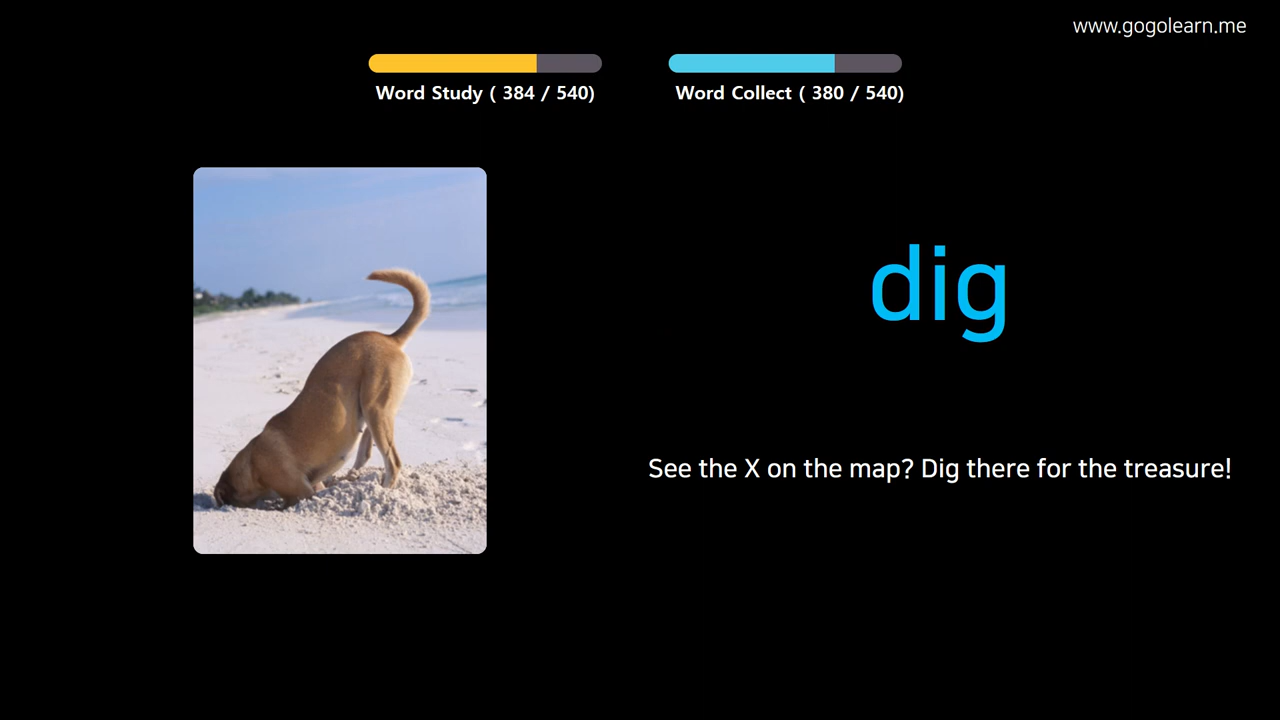 www.gogolearn.me
Word Study ( 384 / 540)
Word Collect ( 380 / 540)
dig
See the X on the map? Dig there for the treasure!